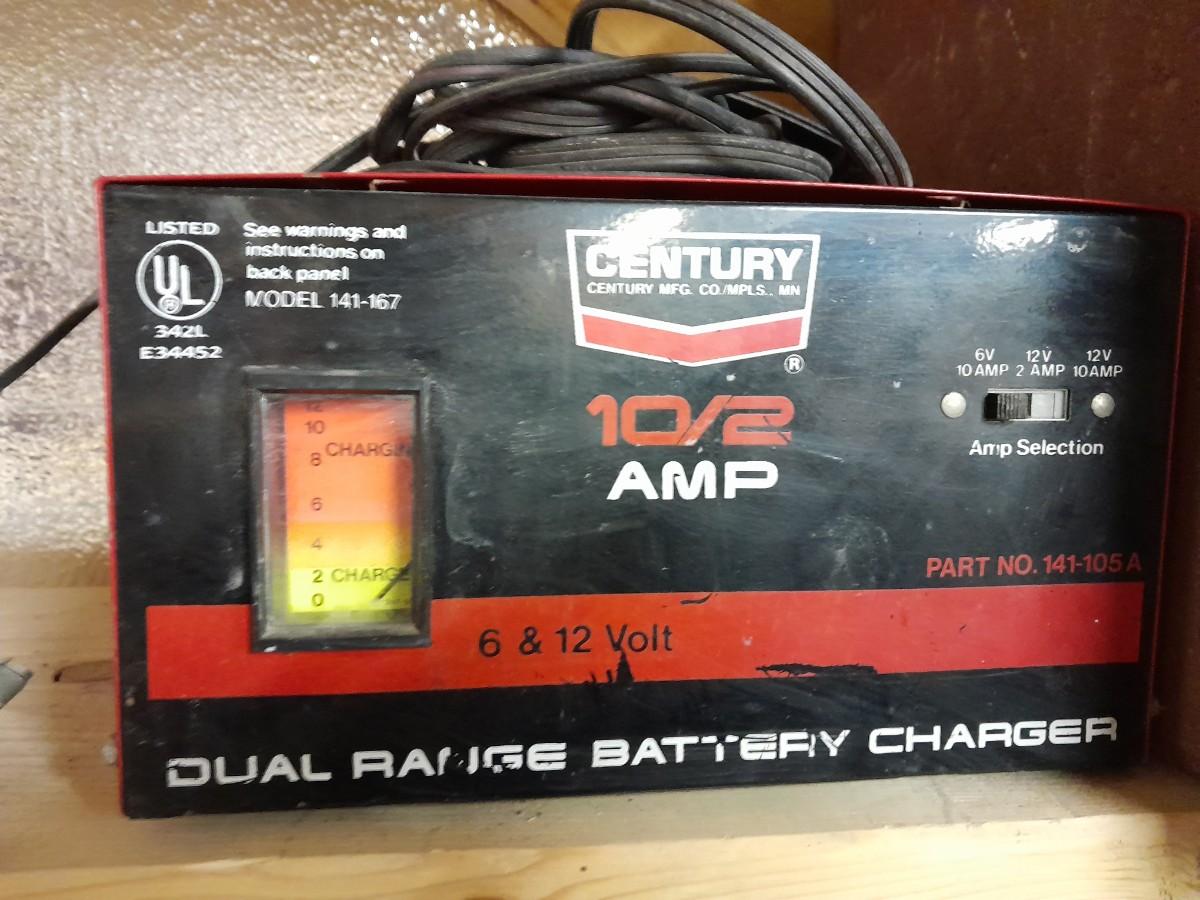 LISTED
UL
®
342L
E34452
See warnings and
instructions on
back panel
MODEL 141-167
CENTURY
CENTURY MFG. CO./MPLS., MN
®
10/2
AMP
6V 12V 12V
10 AMP 2 AMP 10 AMP
Amp Selection
12
10
CHARGIN
8
6
4
2 CHARGE
0
PART NO. 141-105 A
6 & 12 Volt
DUAL RANGE BATTERY CHARGER